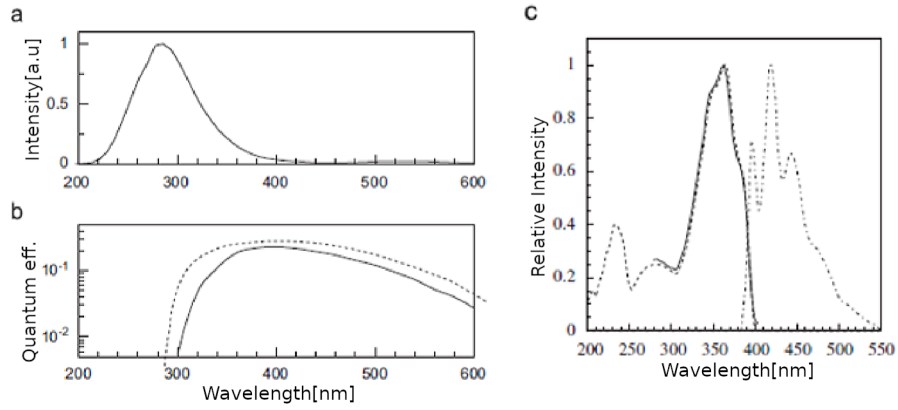 a
Intensity[a.u]
1
0.5
0
200 300 400 500 600
b
Quantum eff.
10-1
10-2
200 300 400 500 600
Wavelength[nm]
c
Relative Intensity
1
0.8
0.6
0.4
0.2
0
200 250 300 350 400 450 500 550
Wavelength[nm]